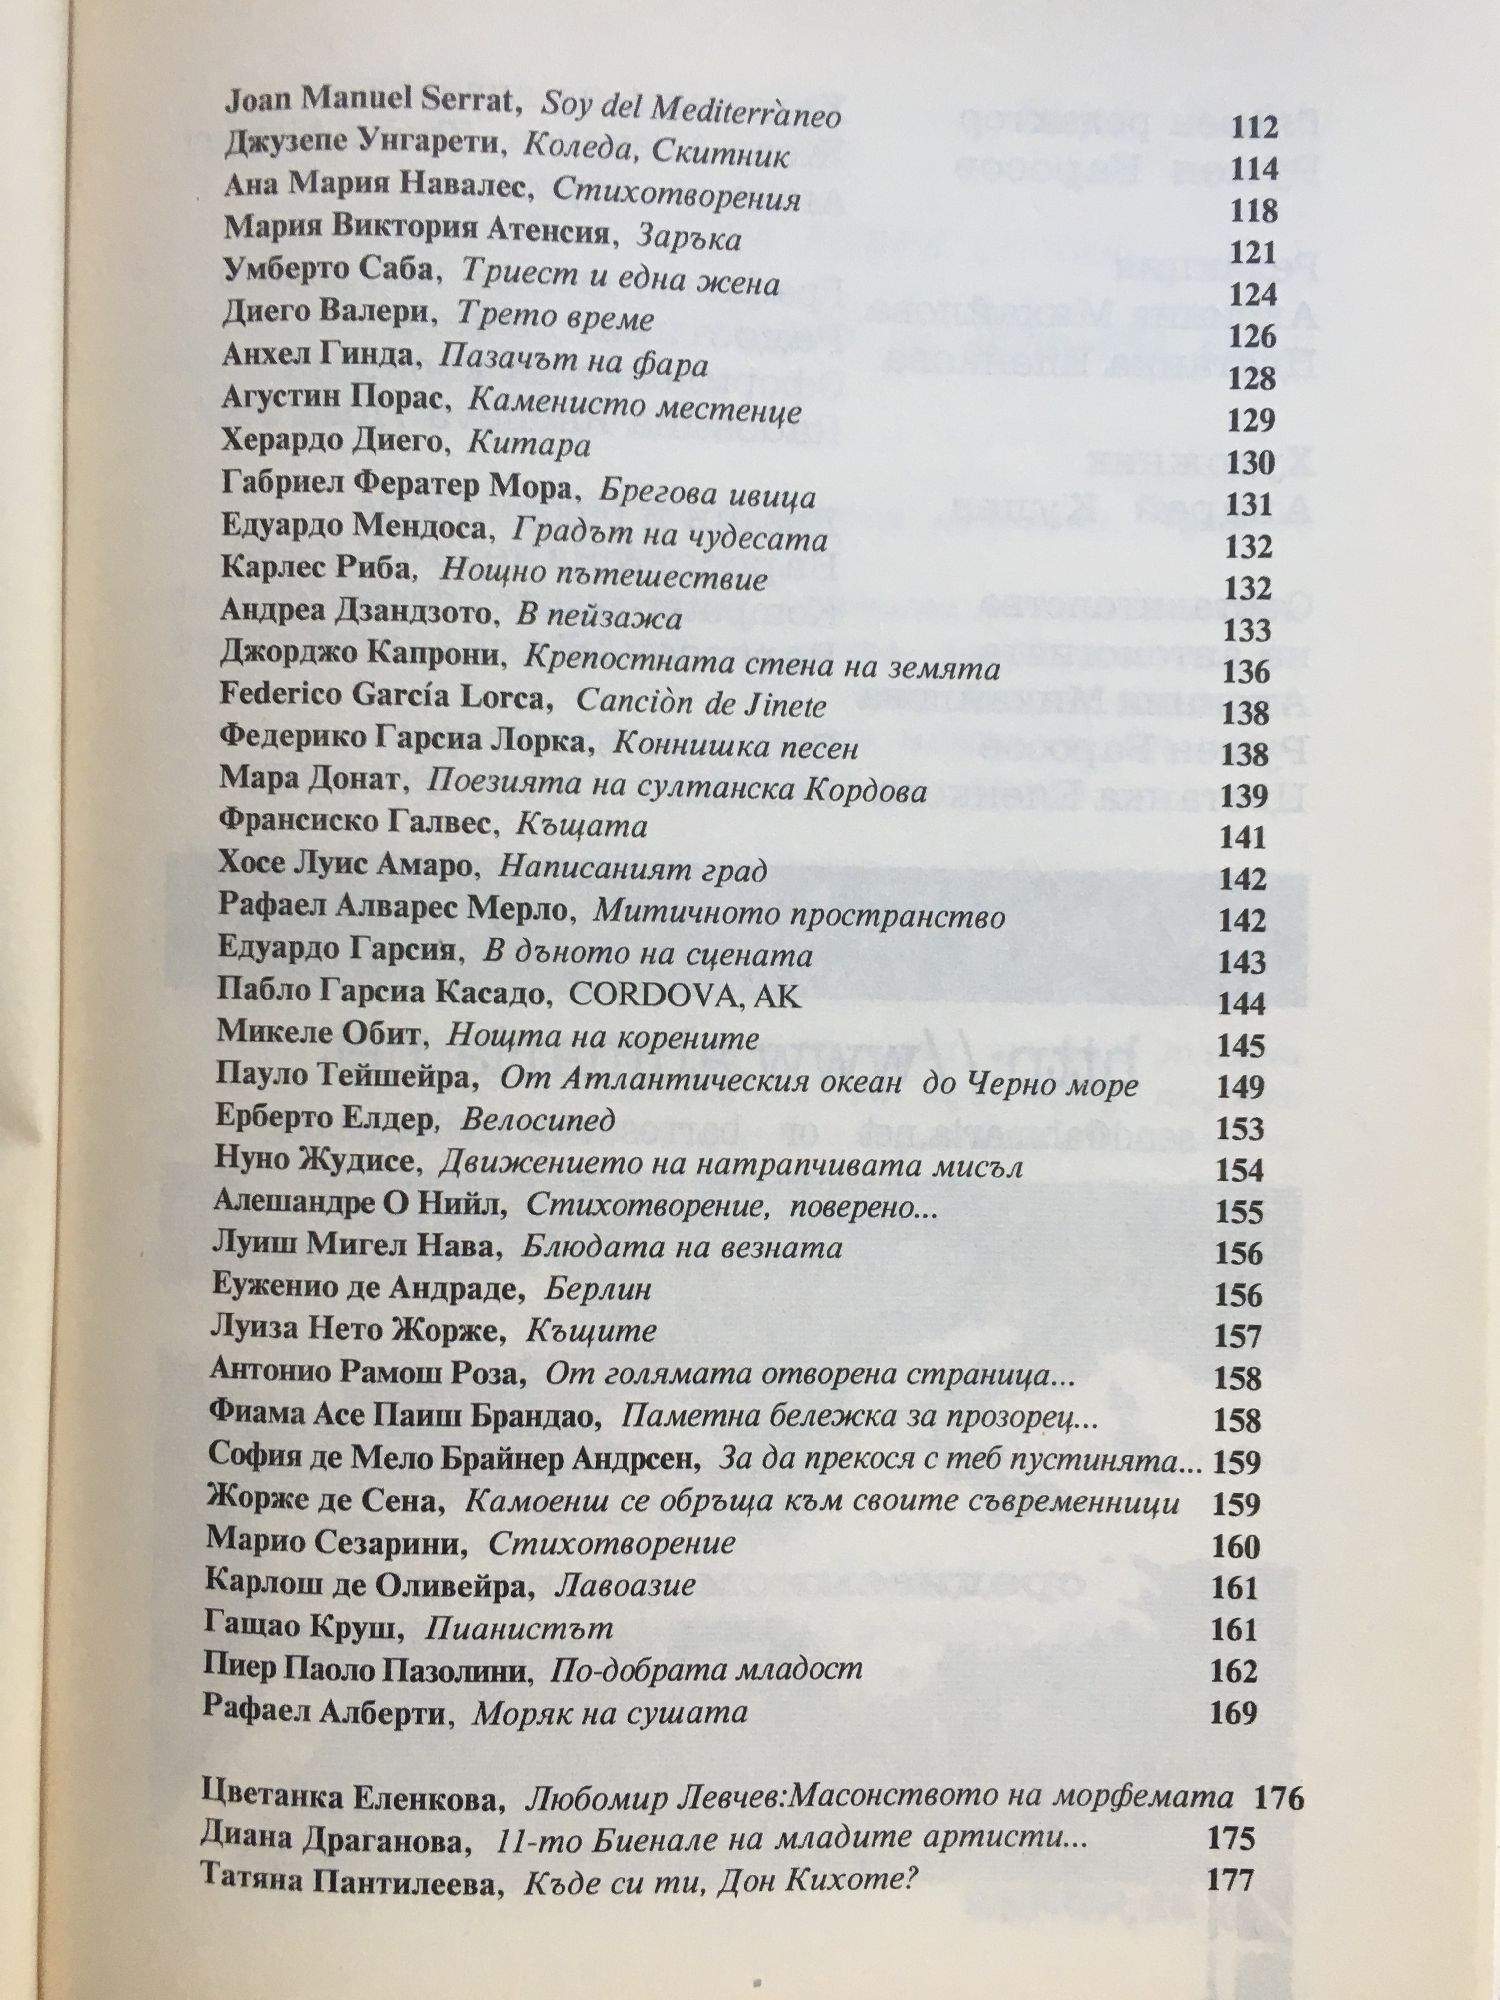 Joan Manuel Serrat, Soy del Mediterràneo 112
Джузепе Унгарети, Коледа, Скитник 114
Ана Мария Навалес, Стихотворения 118
Мария Виктория Атенсия, Заръка 121
Умберто Саба, Триест и една жена 124
Диего Валери, Трето време 126
Анхел Гинда, Пазачът на фара 128
Агустин Порас, Каменисто местенце 129
Херардо Диего, Китара 130
Габриел Фератер Мора, Брегова ивица 131
Едуардо Мендоса, Градът на чудесата 132
Карлес Риба, Нощно пътешествие 132
Андреа Дзандзото, В пейзажа 133
Джорджо Капрони, Крепостната стена на земята 136
Federico García Lorca, Canciòn de Jinete 138
Федерико Гарсиа Лорка, Коннишка песен 138
Мара Донат, Поезията на султанска Кордова 139
Франсиско Галвес, Къщата 141
Хосе Луис Амаро, Написаният град 142
Рафаел Алварес Мерло, Митичното пространство 142
Едуардо Гарсия, В дъното на сцената 143
Пабло Гарсиа Касадо, CORDOVA, AK 144
Микеле Обит, Нощта на корените 145
Пауло Тейшейра, От Атлантическия океан до Черно море 149
Ерберто Елдер, Велосипед 153
Нуно Жудисе, Движението на натрапчивата мисъл 154
Алешандре О Нийл, Стихотворение, поверено... 155
Луиш Мигел Нава, Блюдата на везната 156
Еуженио де Андраде, Берлин 156
Луиза Нето Жорже, Къщите 157
Антонио Рамош Роза, От голямата отворена страница... 158
Фиама Асе Паиш Брандао, Паметна бележка за прозорец... 158
София де Мело Брайнер Андрсен, За да прекося с теб пустинята... 159
Жорже де Сена, Камоенш се обръща към своите съвременници 159
Марио Сезарини, Стихотворение 160
Карлош де Оливейра, Лавоазие 161
Гащао Круш, Пианистът 161
Пиер Паоло Пазолини, По-добрата младост 162
Рафаел Алберти, Моряк на сушата 169
Цветанка Еленкова, Любомир Левчев:Масонството на морфемата 176
Диана Драганова, 11-то Биенале на младите артисти... 175
Татяна Пантилеева, Къде си ти, Дон Кихоте? 177